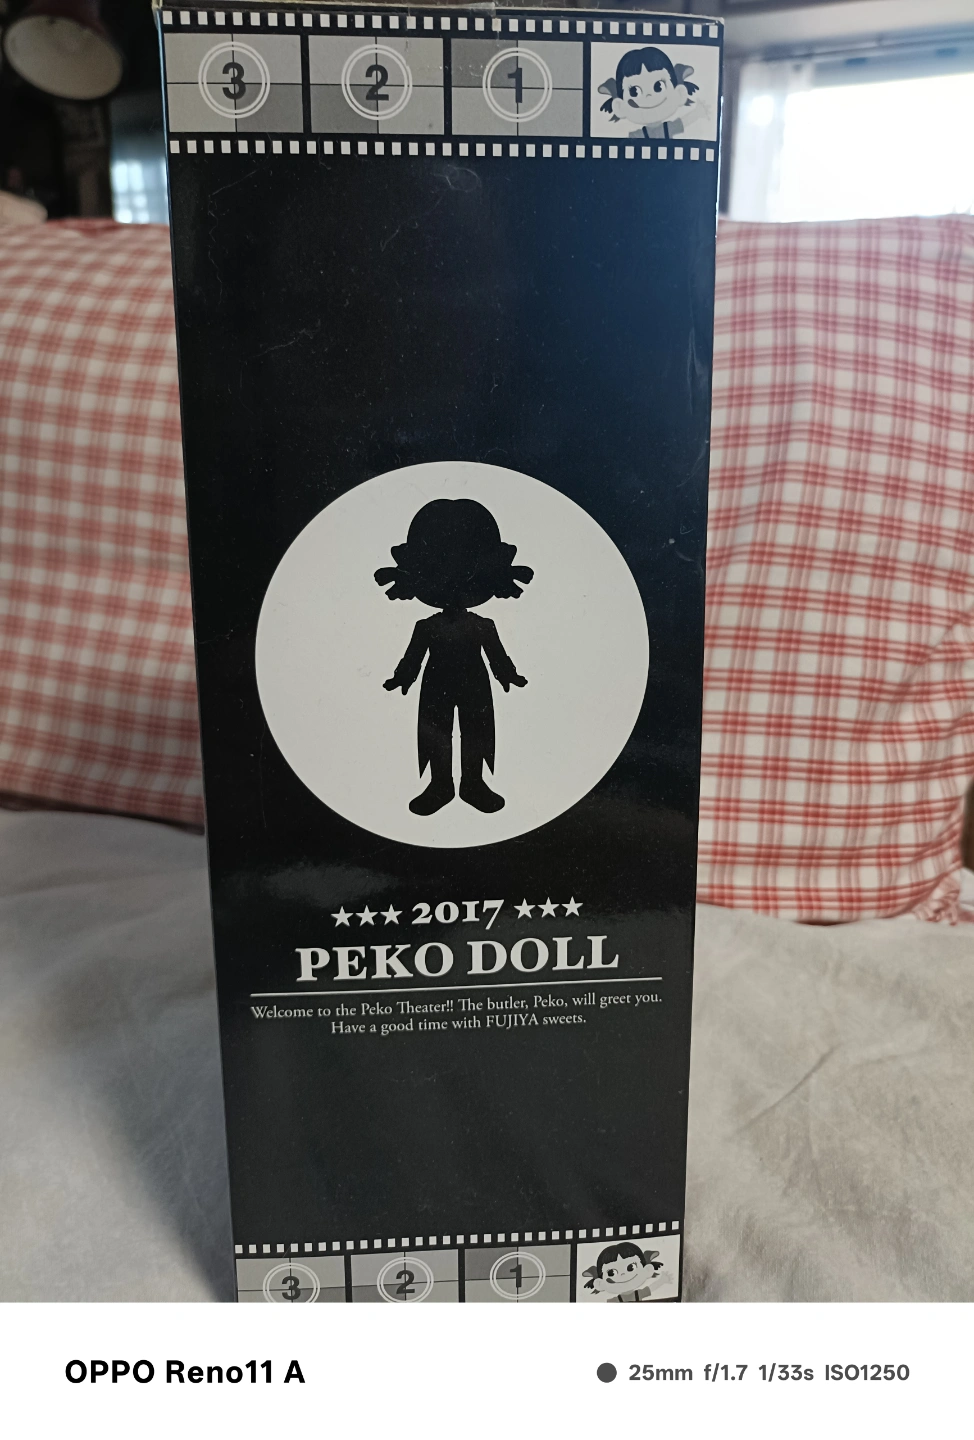 3 2 1
★★★ 2017 ★★★
PEKO DOLL
Welcome to the Peko Theater!! The butler, Peko, will greet you.
Have a good time with FUJIYA sweets.
3 2 1
OPPO Reno11 A
25mm f/1.7 1/33s ISO1250